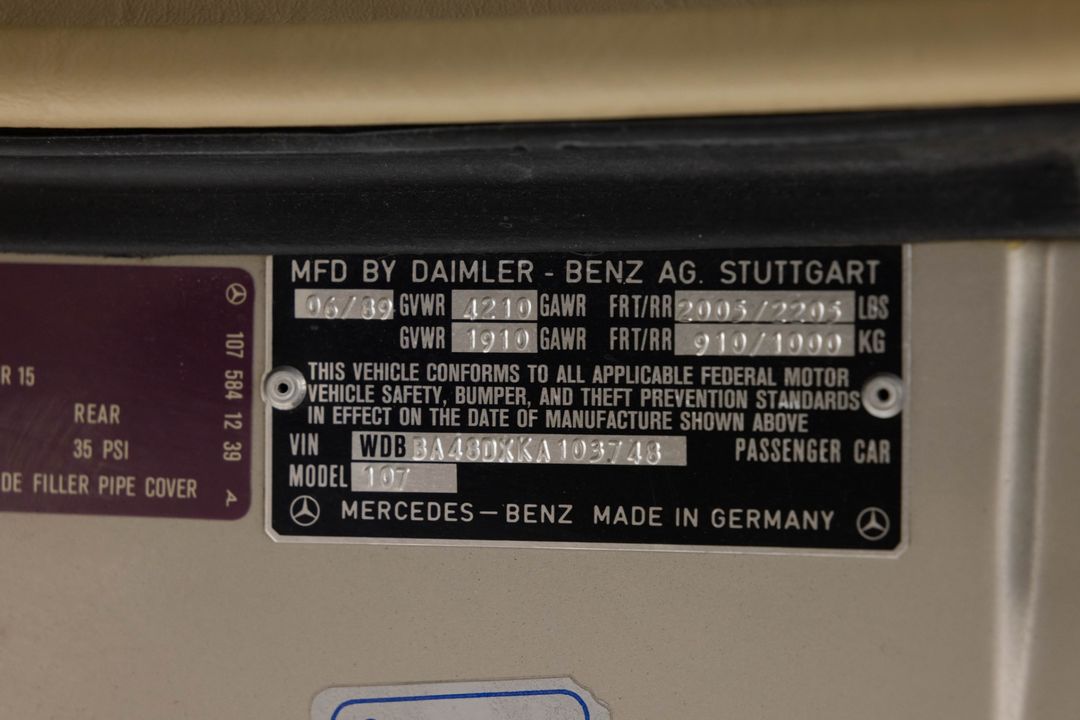 R 15
REAR
35 PSI
DE FILLER PIPE COVER
107 584 12 39 A
MFD BY DAIMLER - BENZ AG. STUTTGART
06/89 GVWR 4210 GAWR FRT/RR 2005/2205 LBS
GVWR 1910 GAWR FRT/RR 910/1000 KG
THIS VEHICLE CONFORMS TO ALL APPLICABLE FEDERAL MOTOR
VEHICLE SAFETY, BUMPER, AND THEFT PREVENTION STANDARDS
IN EFFECT ON THE DATE OF MANUFACTURE SHOWN ABOVE
VIN WDBBA48DXKA103748 PASSENGER CAR
MODEL 107
MERCEDES-BENZ MADE IN GERMANY